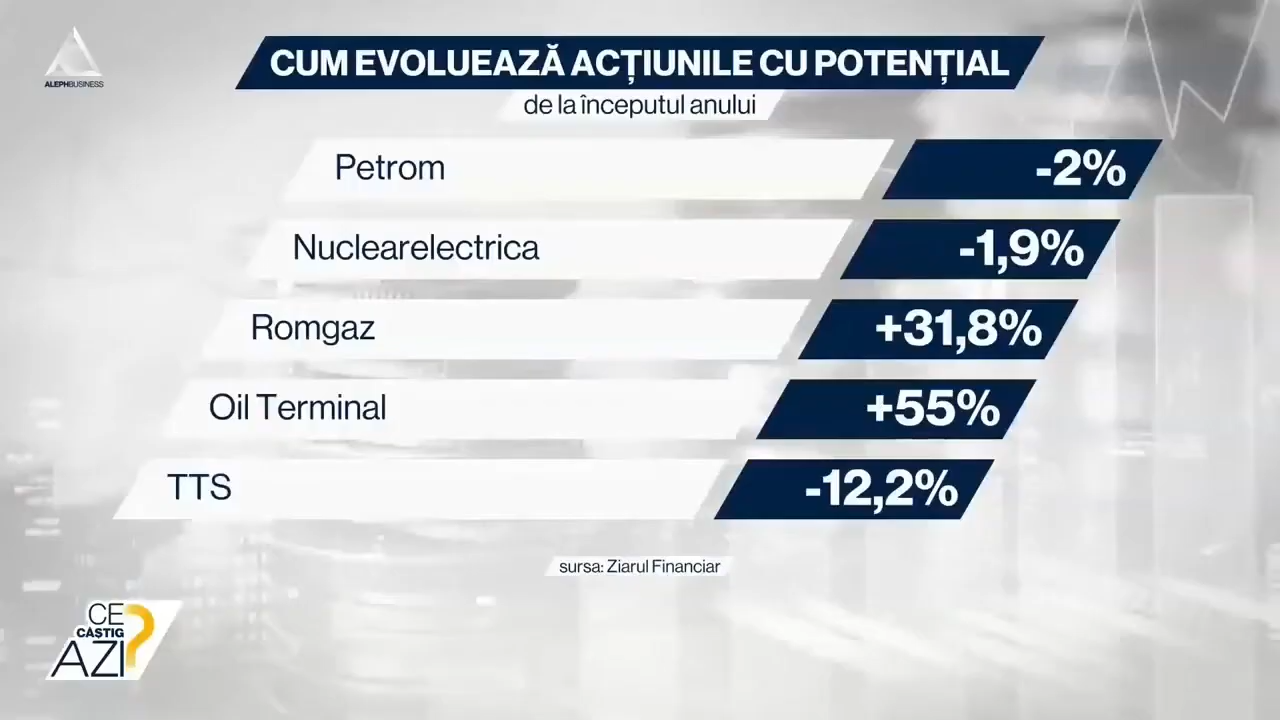 ALEPHBUSINESS
CUM EVOLUEAZĂ ACȚIUNILE CU POTENȚIAL
de la începutul anului
Petrom -2%
Nuclearelectrica -1,9%
Romgaz +31,8%
Oil Terminal +55%
TTS -12,2%
sursa: Ziarul Financiar
CE
CÂȘTIG
AZI?